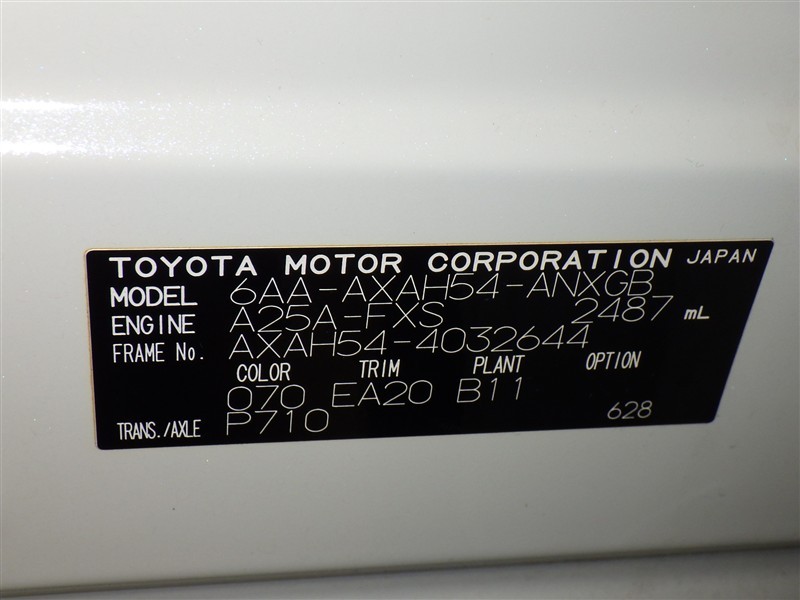 TOYOTA MOTOR CORPORATION JAPAN
MODEL 6AA-AXAH54-ANXGB
ENGINE A25A-FXS 2487 mL
FRAME No. AXAH54-4032644
COLOR TRIM PLANT OPTION
070 EA20 B11
TRANS./AXLE P710 628